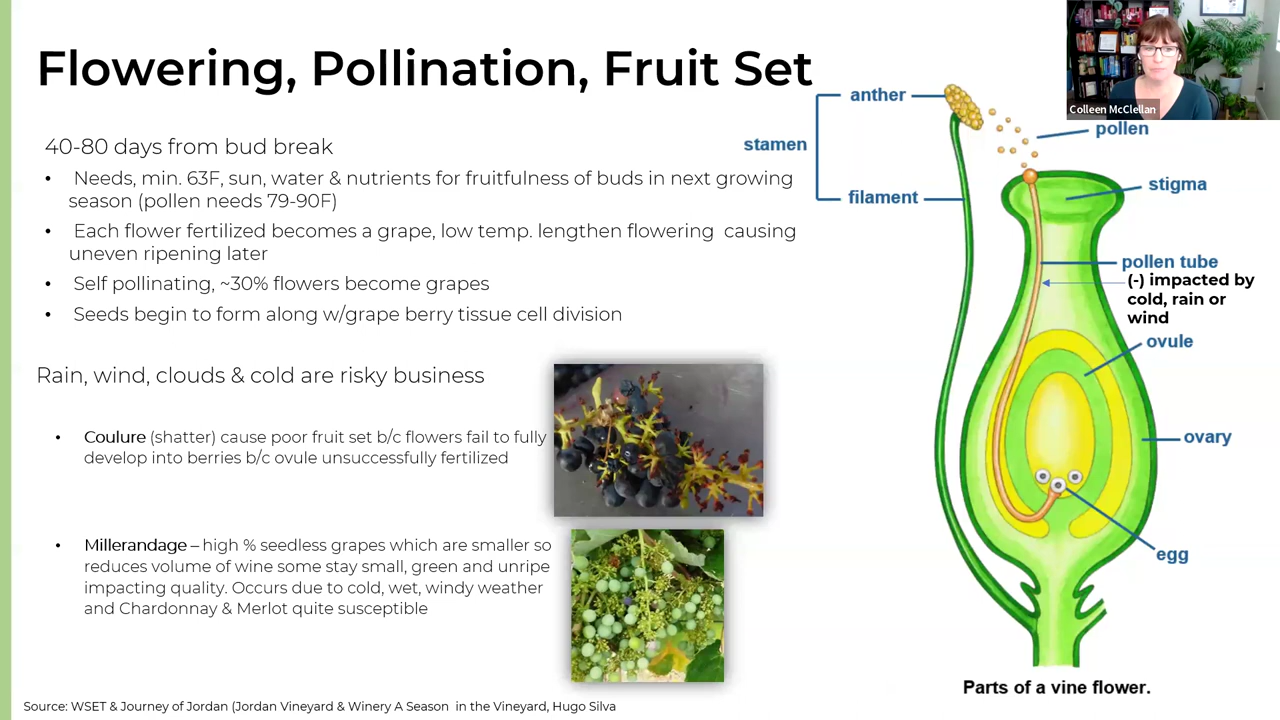 Flowering, Pollination, Fruit Set
40-80 days from bud break
• Needs, min. 63F, sun, water & nutrients for fruitfulness of buds in next growing
season (pollen needs 79-90F)
• Each flower fertilized becomes a grape, low temp. lengthen flowering causing
uneven ripening later
• Self pollinating, ~30% flowers become grapes
• Seeds begin to form along w/grape berry tissue cell division
Rain, wind, clouds & cold are risky business
• Coulure (shatter) cause poor fruit set b/c flowers fail to fully
develop into berries b/c ovule unsuccessfully fertilized
• Millerandage – high % seedless grapes which are smaller so
reduces volume of wine some stay small, green and unripe
impacting quality. Occurs due to cold, wet, windy weather
and Chardonnay & Merlot quite susceptible
Source: WSET & Journey of Jordan (Jordan Vineyard & Winery A Season in the Vineyard, Hugo Silva
Colleen McClellan
anther
pollen
stamen
stigma
filament
pollen tube
(-) impacted by
cold, rain or
wind
ovule
ovary
egg
Parts of a vine flower.